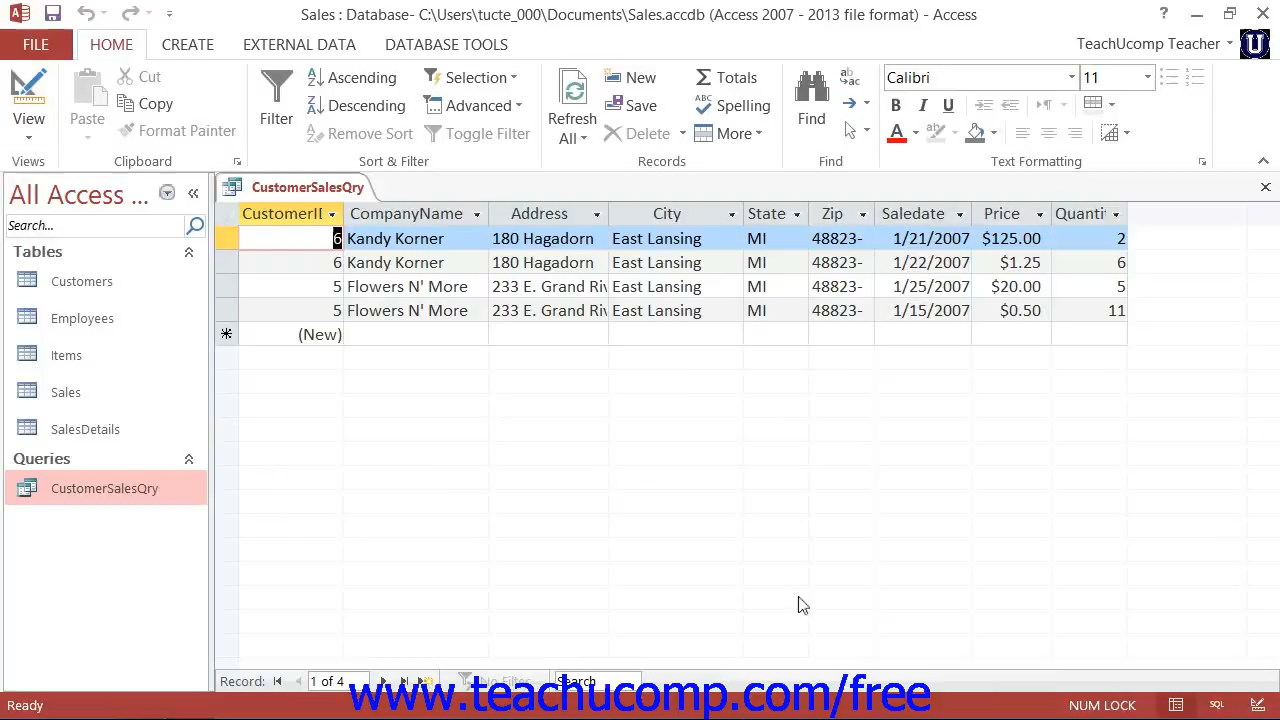 Sales : Database- C:\Users\tucte_000\Documents\Sales.accdb (Access 2007 - 2013 file format) - Access
?
FILE HOME CREATE EXTERNAL DATA DATABASE TOOLS TeachUcomp Teacher
View
Views
Paste
Cut
Copy
Format Painter
Clipboard
Filter
Ascending
Descending
Remove Sort
Selection
Advanced
Toggle Filter
Sort & Filter
Refresh
All
New
Save
Delete
Totals
Spelling
More
Records
Find
Find
Calibri 11
B I U
A
Text Formatting
All Access ...
Search...
Tables
Customers
Employees
Items
Sales
SalesDetails
Queries
CustomerSalesQry
CustomerSalesQry
CustomerID CompanyName Address City State Zip Saledate Price Quanti
6 Kandy Korner 180 Hagadorn East Lansing MI 48823- 1/21/2007 $125.00 2
6 Kandy Korner 180 Hagadorn East Lansing MI 48823- 1/22/2007 $1.25 6
5 Flowers N' More 233 E. Grand Riv East Lansing MI 48823- 1/25/2007 $20.00 5
5 Flowers N' More 233 E. Grand Riv East Lansing MI 48823- 1/15/2007 $0.50 11
* (New)
Record: 1 of 4 No Filter Search
www.teachucomp.com/free
Ready NUM LOCK SQL